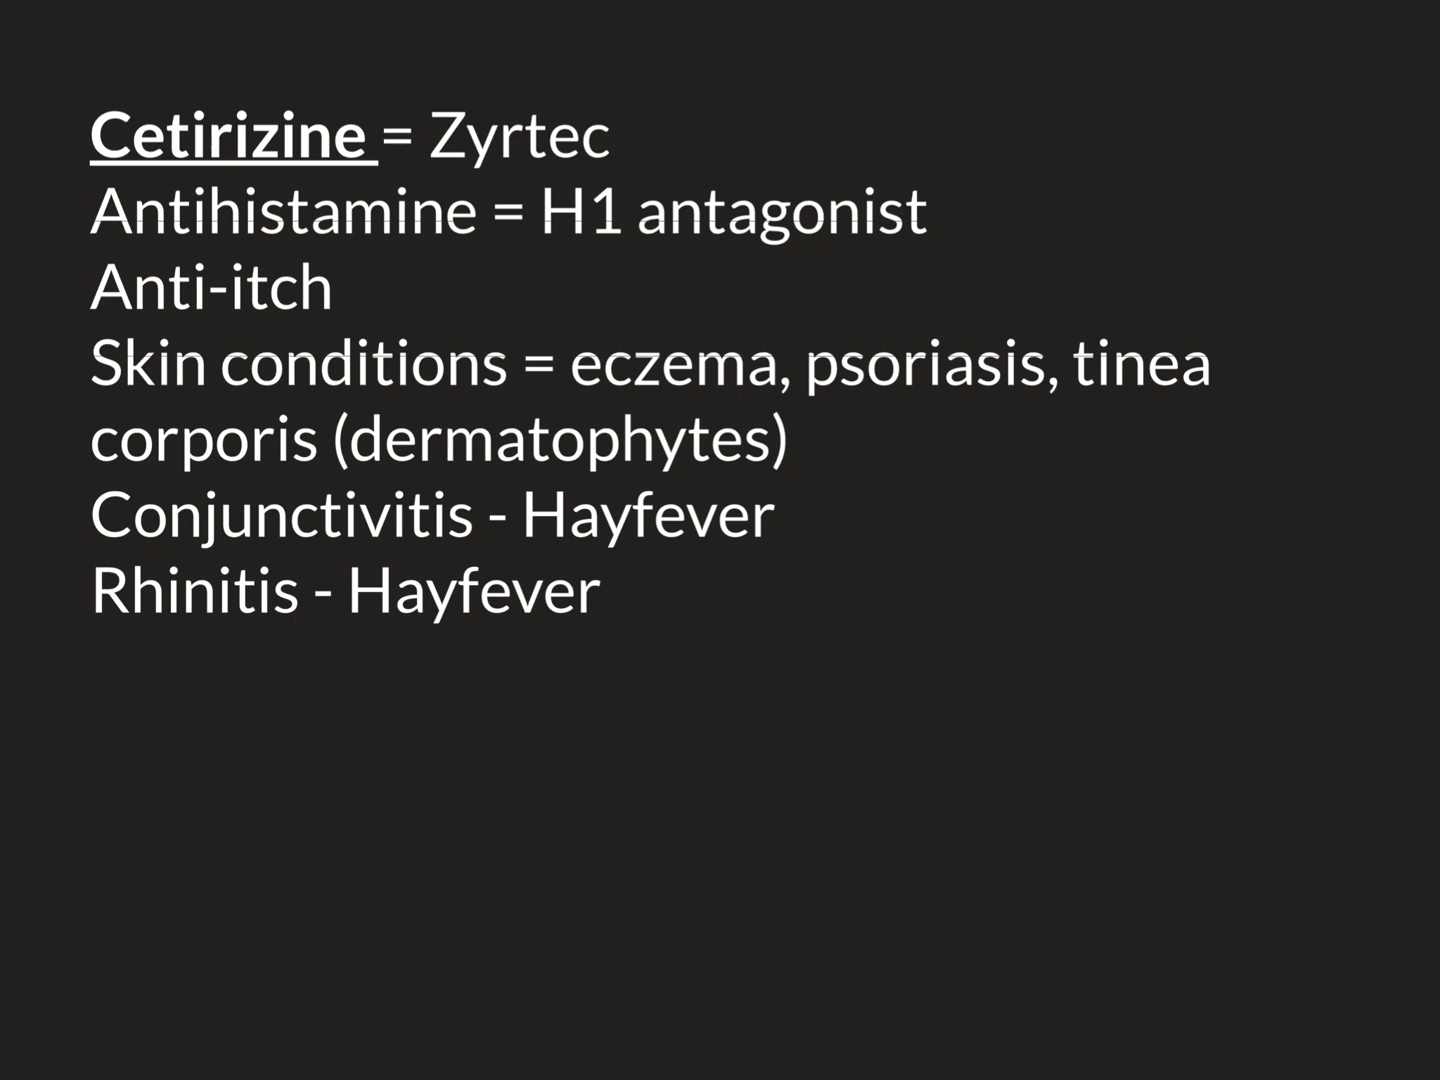 Cetirizine = Zyrtec
Antihistamine = H1 antagonist
Anti-itch
Skin conditions = eczema, psoriasis, tinea
corporis (dermatophytes)
Conjunctivitis - Hayfever
Rhinitis - Hayfever